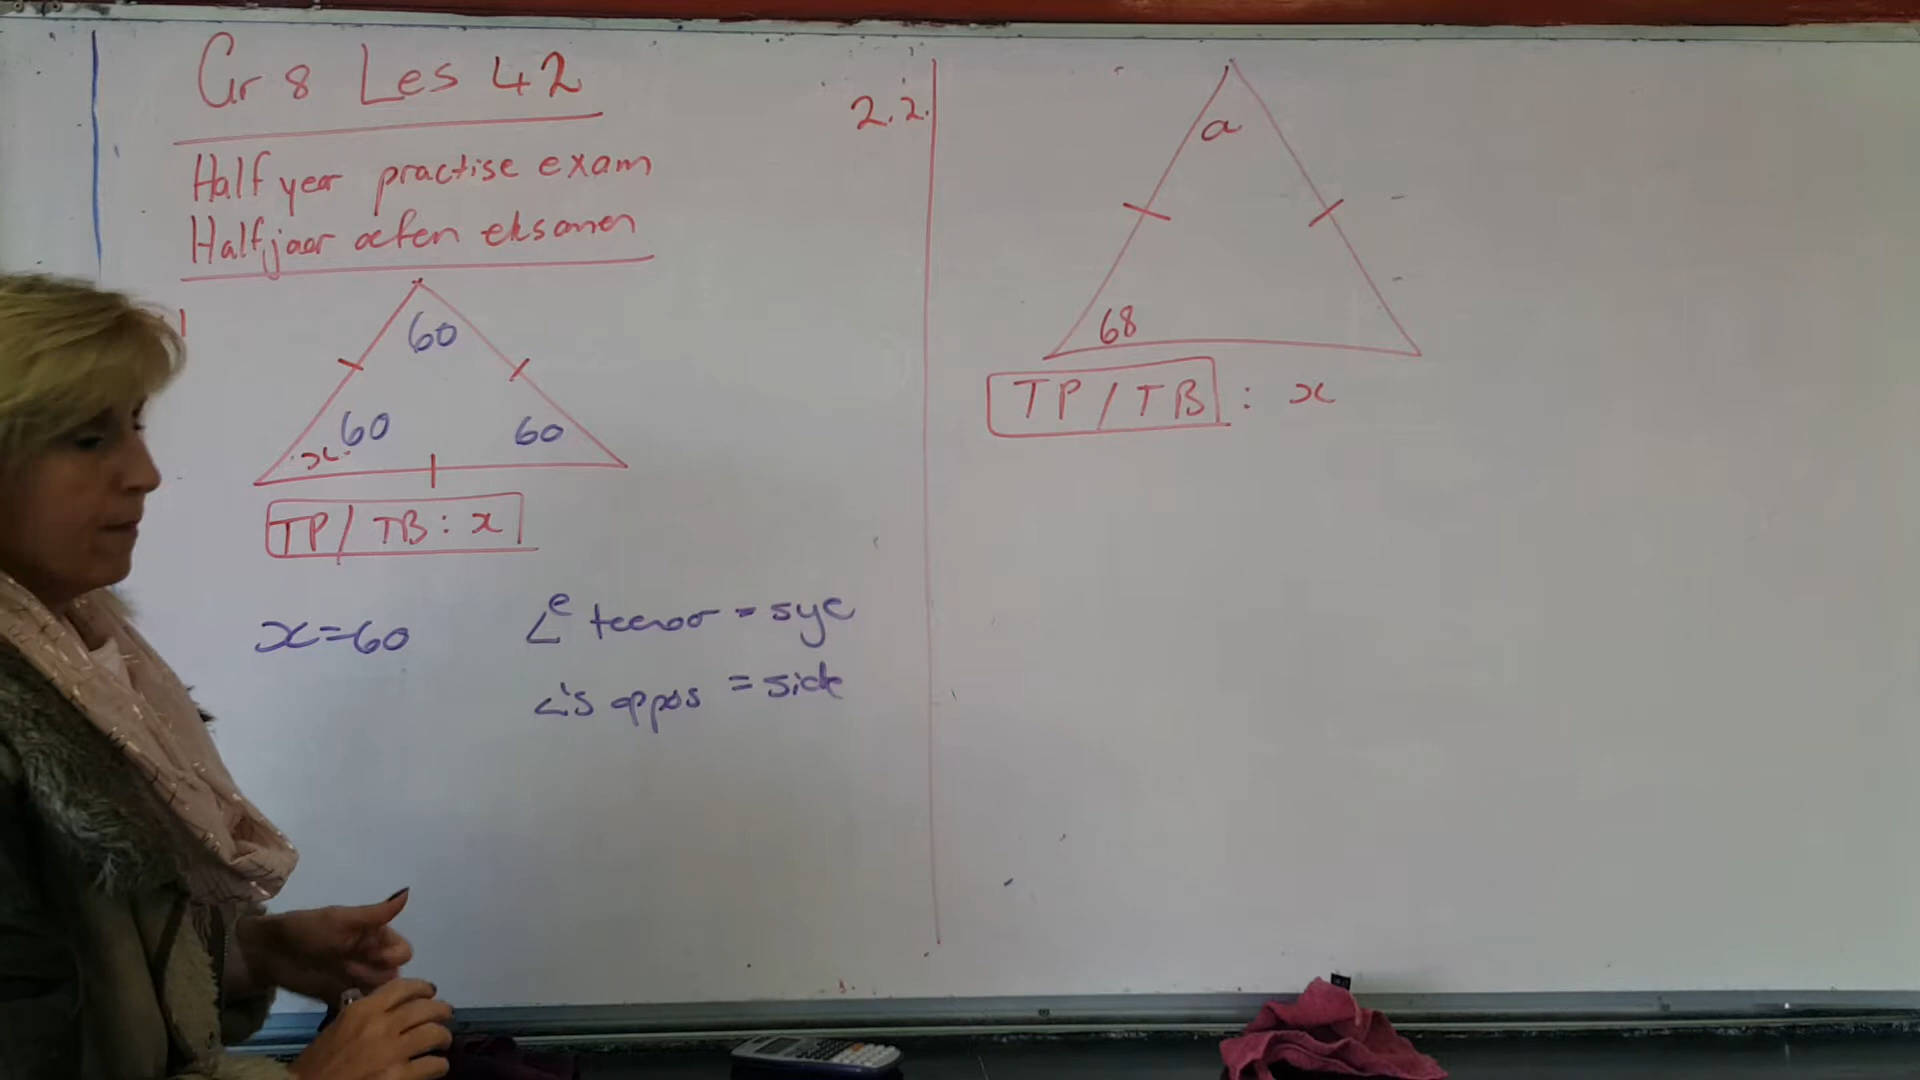 Gr 8 Les 42
Half year practise exam
Halfjaar oefen eksamen
60
60
60
x
TP / TB : x
x=60
∠e teenoor = sye
∠'s oppos = side
2.2.
a
68
TP / TB : x